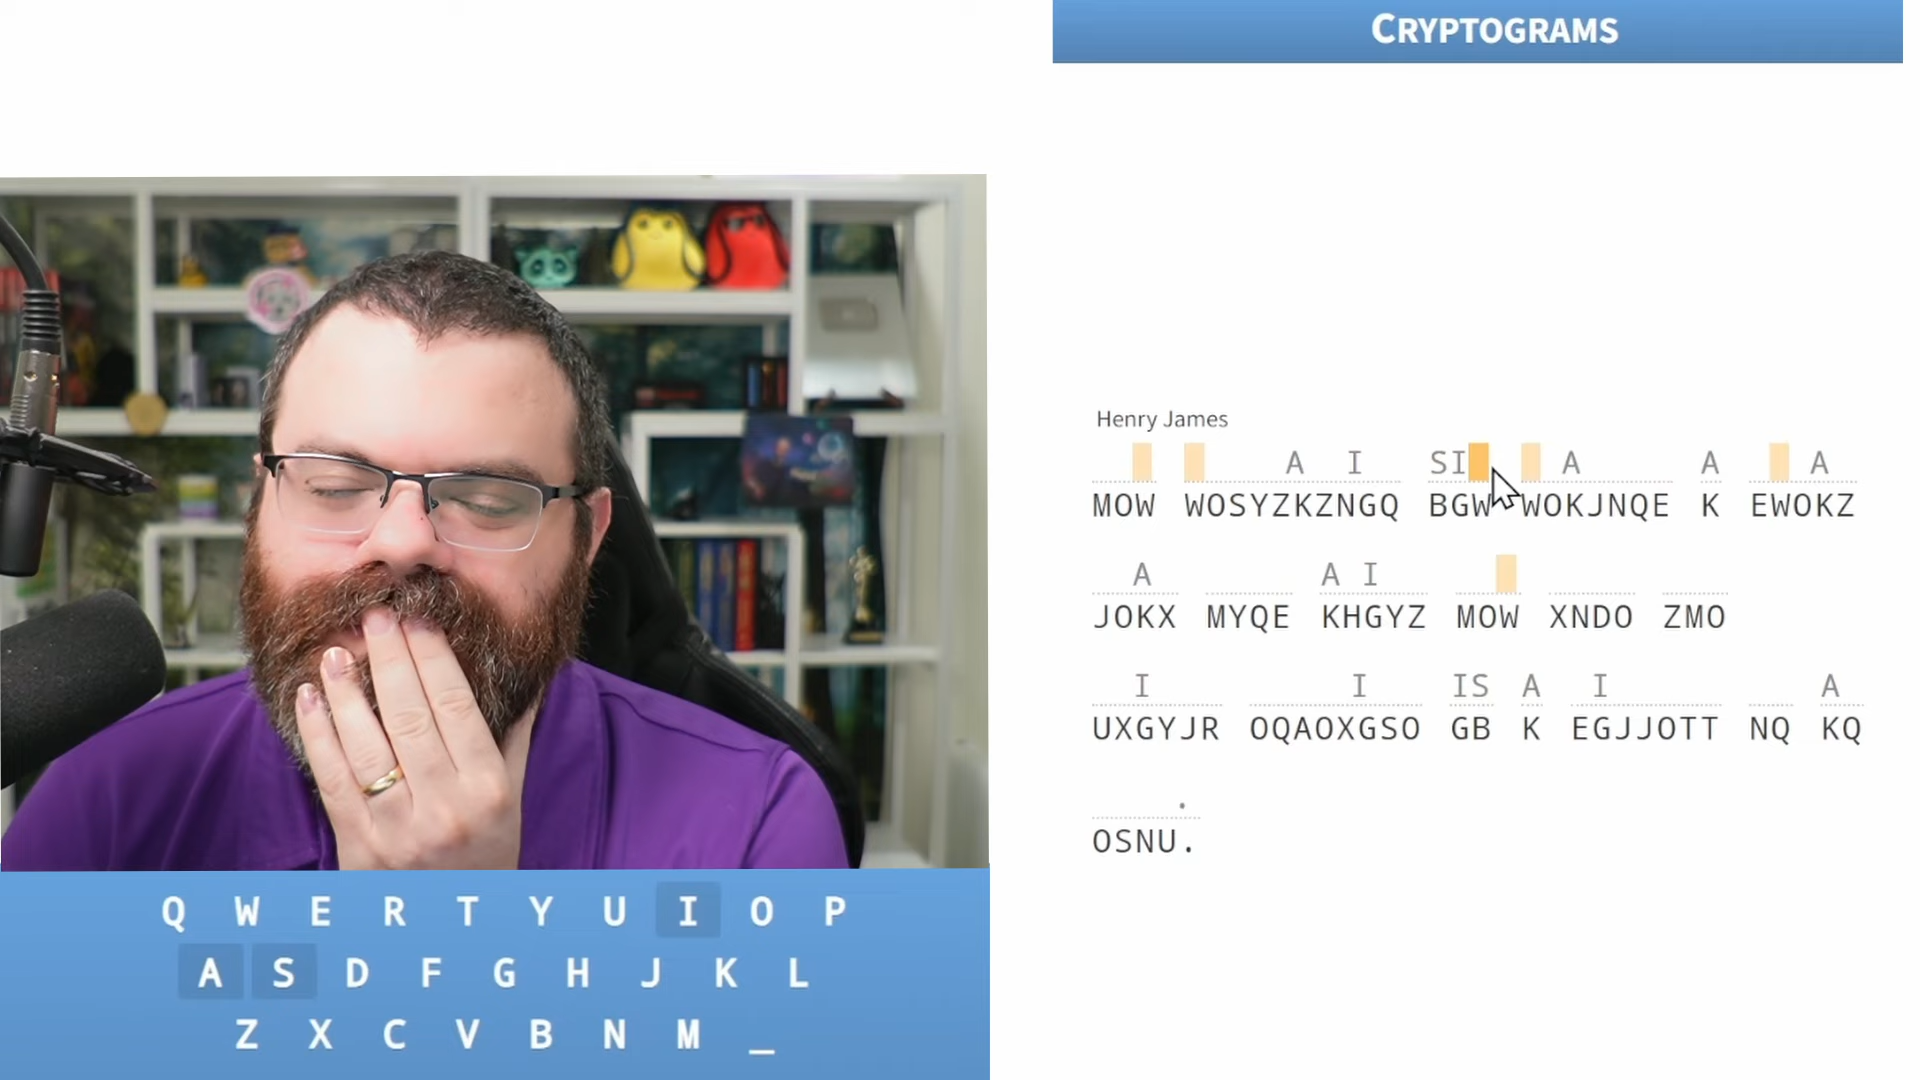 CRYPTOGRAMS
Henry James
A I SI A A A
MOW WOSYZKZNGQ BGW WOKJNQE K EWOKZ
A A I
JOKX MYQE KHGYZ MOW XNDO ZMO
I I IS A I A
UXGYJR OQAOXGSO GB K EGJJOTT NQ KQ
.
OSNU.
Q W E R T Y U I O P
A S D F G H J K L
Z X C V B N M _